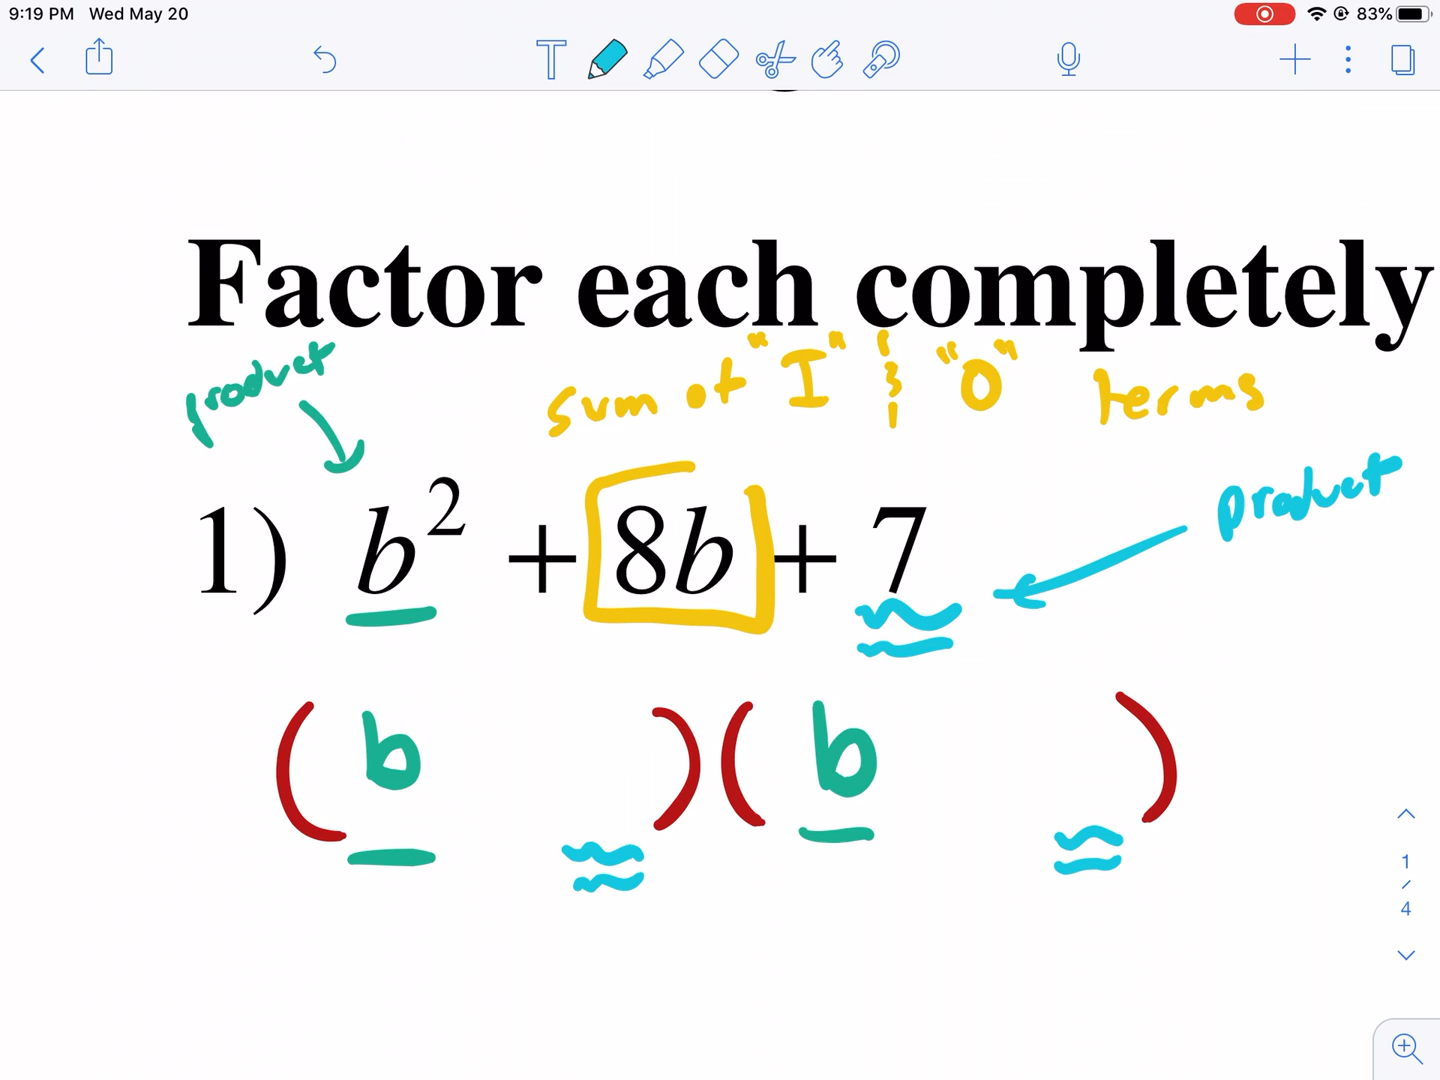 9:19 PM Wed May 20 83%
T
Factor each completely
product
sum of "I" & "O" terms
product
1) b² + 8b + 7
( b )( b )
1
/
4